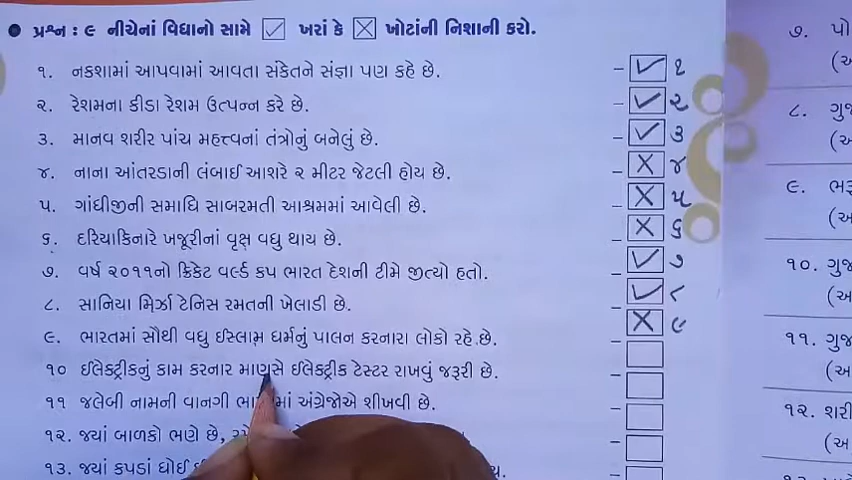 પ્રશ્ન : ૯ નીચેનાં વિધાનો સામે ☑ ખરાં કે ☒ ખોટાંની નિશાની કરો.
૧. નકશામાં આપવામાં આવતા સંકેતને સંજ્ઞા પણ કહે છે. – ✓ ૧
૨. રેશમના કીડા રેશમ ઉત્પન્ન કરે છે. – ✓ ૨
૩. માનવ શરીર પાંચ મહત્ત્વનાં તંત્રોનું બનેલું છે. – ✓ ૩
૪. નાના આંતરડાની લંબાઈ આશરે ૨ મીટર જેટલી હોય છે. – X ૪
૫. ગાંધીજીની સમાધિ સાબરમતી આશ્રમમાં આવેલી છે. – X ૫
૬. દરિયાકિનારે ખજૂરીનાં વૃક્ષ વધુ થાય છે. – X ૬
૭. વર્ષ ૨૦૧૧નો ક્રિકેટ વર્લ્ડ કપ ભારત દેશની ટીમે જીત્યો હતો. – ✓ ૭
૮. સાનિયા મિર્ઝા ટેનિસ રમતની ખેલાડી છે. – ✓ ૮
૯. ભારતમાં સૌથી વધુ ઈસ્લામ ધર્મનું પાલન કરનારા લોકો રહે છે. – X ૯
૧૦ ઈલેક્ટ્રીકનું કામ કરનાર માણસે ઈલેક્ટ્રીક ટેસ્ટર રાખવું જરૂરી છે. –
૧૧ જલેબી નામની વાનગી અંગ્રેજોએ શીખવી છે. –
૧૨. જ્યાં બાળકો ભણે છે, –
૧૩. જ્યાં કપડાં ધોઈ
૭. પો
(અ
૮. ગુજ
(અ
૯. ભરૂ
(અ
૧૦. ગુજ
(અ
૧૧. ગુજ
(અ
૧૨. શરી
(અ